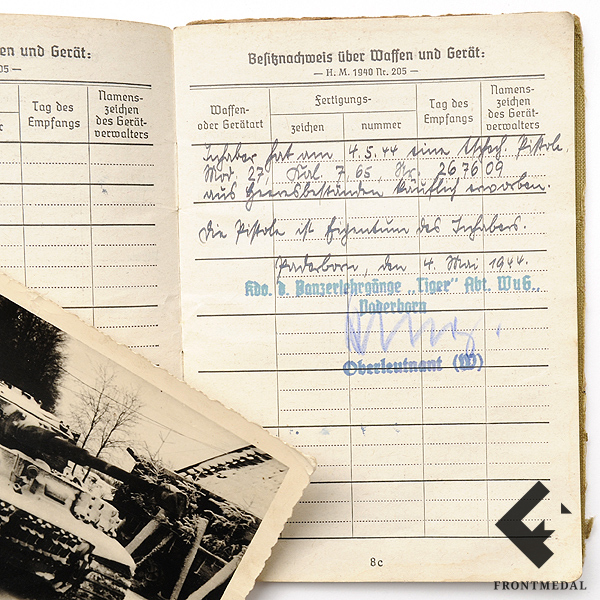 en und Gerät:
05 —
Tag des
Empfangs
Namens-
zeichen
des Gerät-
verwalters
Besitznachweis über Waffen und Gerät:
— H. M. 1940 Nr. 205 —
Waffen-
oder Gerätart
Fertigungs-
zeichen
nummer
Tag des
Empfangs
Namens-
zeichen
des Gerät-
verwalters
Inhaber hat am 4.5.44 eine tschech. Pistole,
Mod. 27, Kal. 7,65, Nr. 267609
aus Heeresbeständen käuflich erworben.
Die Pistole ist Eigentum des Inhabers.
Paderborn, den 4. Mai 1944.
Kdo. d. Panzerlehrgänge „Tiger" Abt. WuG.,
Paderborn
Oberleutnant (W)
8c
FRONTMEDAL